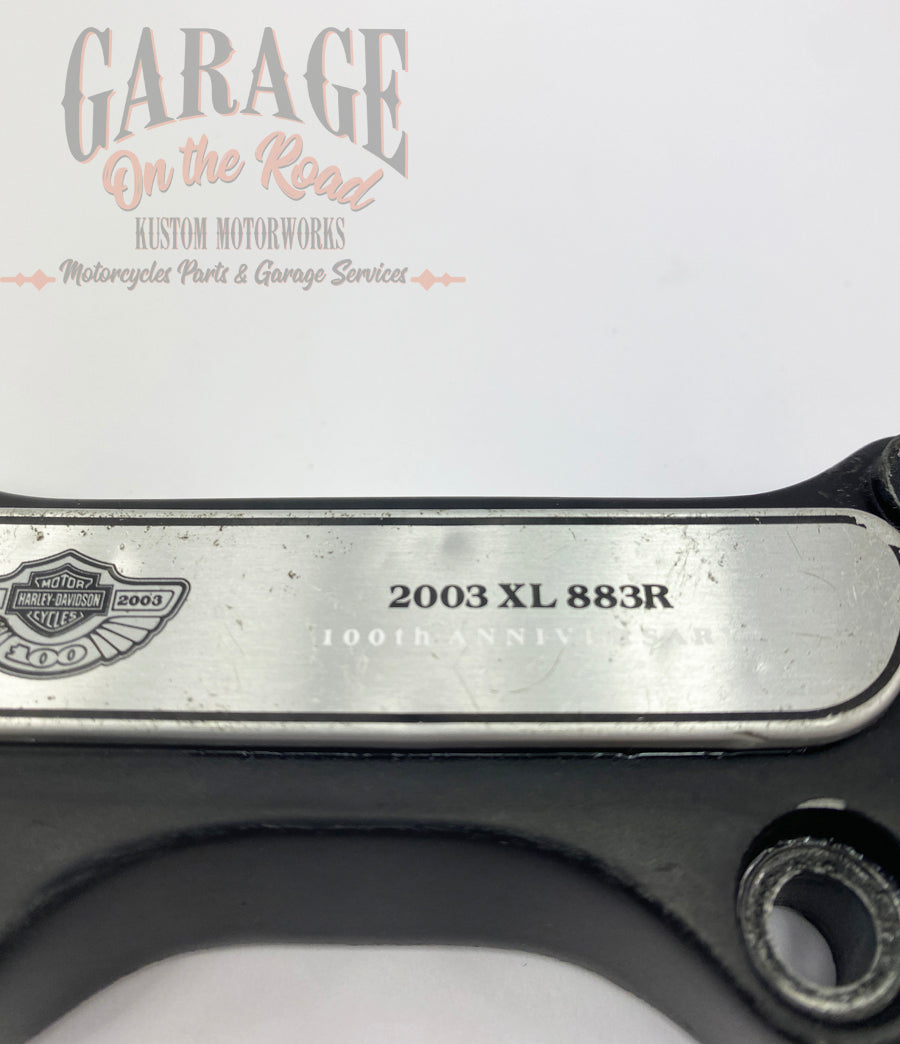 GARAGE
On the Road
KUSTOM MOTORWORKS
Motorcycles Parts & Garage Services
2003 XL 883R
100th ANNIVERSARY
MOTOR
HARLEY-DAVIDSON 2003
CYCLES
100